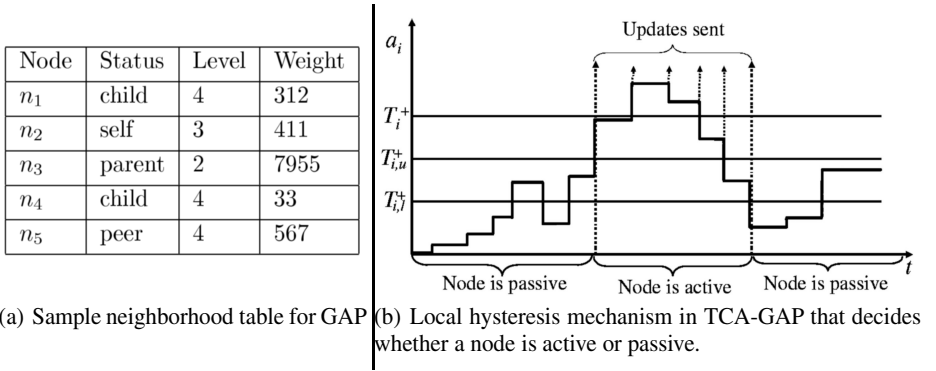 Node Status Level Weight
n₁ child 4 312
n₂ self 3 411
n₃ parent 2 7955
n₄ child 4 33
n₅ peer 4 567
(a) Sample neighborhood table for GAP
Updates sent
aᵢ
Tᵢ⁺
Tᵢ,ᵤ⁺
Tᵢ,ₗ⁺
t
Node is passive Node is active Node is passive
(b) Local hysteresis mechanism in TCA-GAP that decides
whether a node is active or passive.